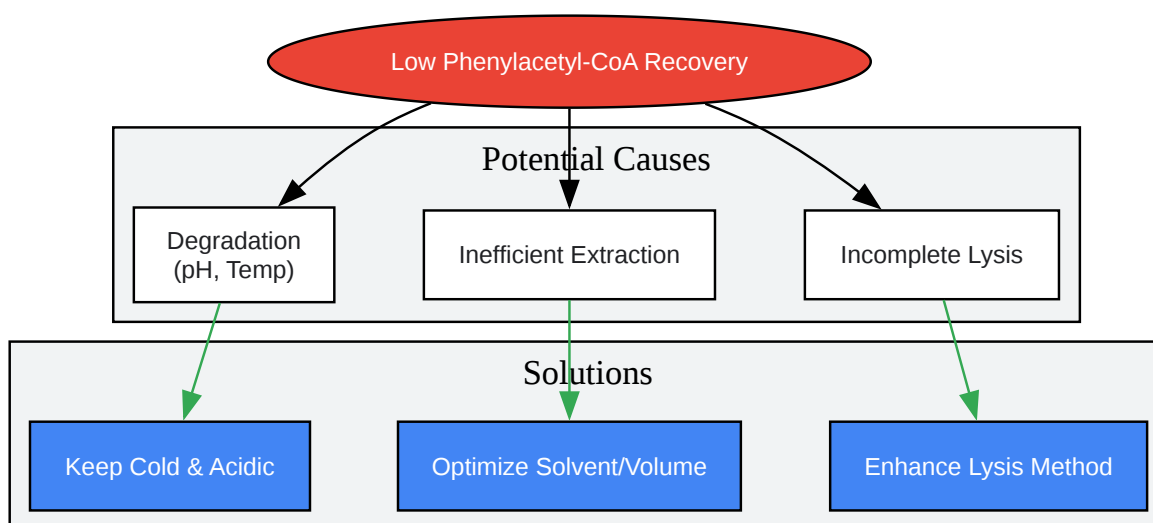 Low Phenylacetyl-CoA Recovery
Potential Causes
Degradation
(pH, Temp)
Inefficient Extraction
Incomplete Lysis
Solutions
Keep Cold & Acidic
Optimize Solvent/Volume
Enhance Lysis Method